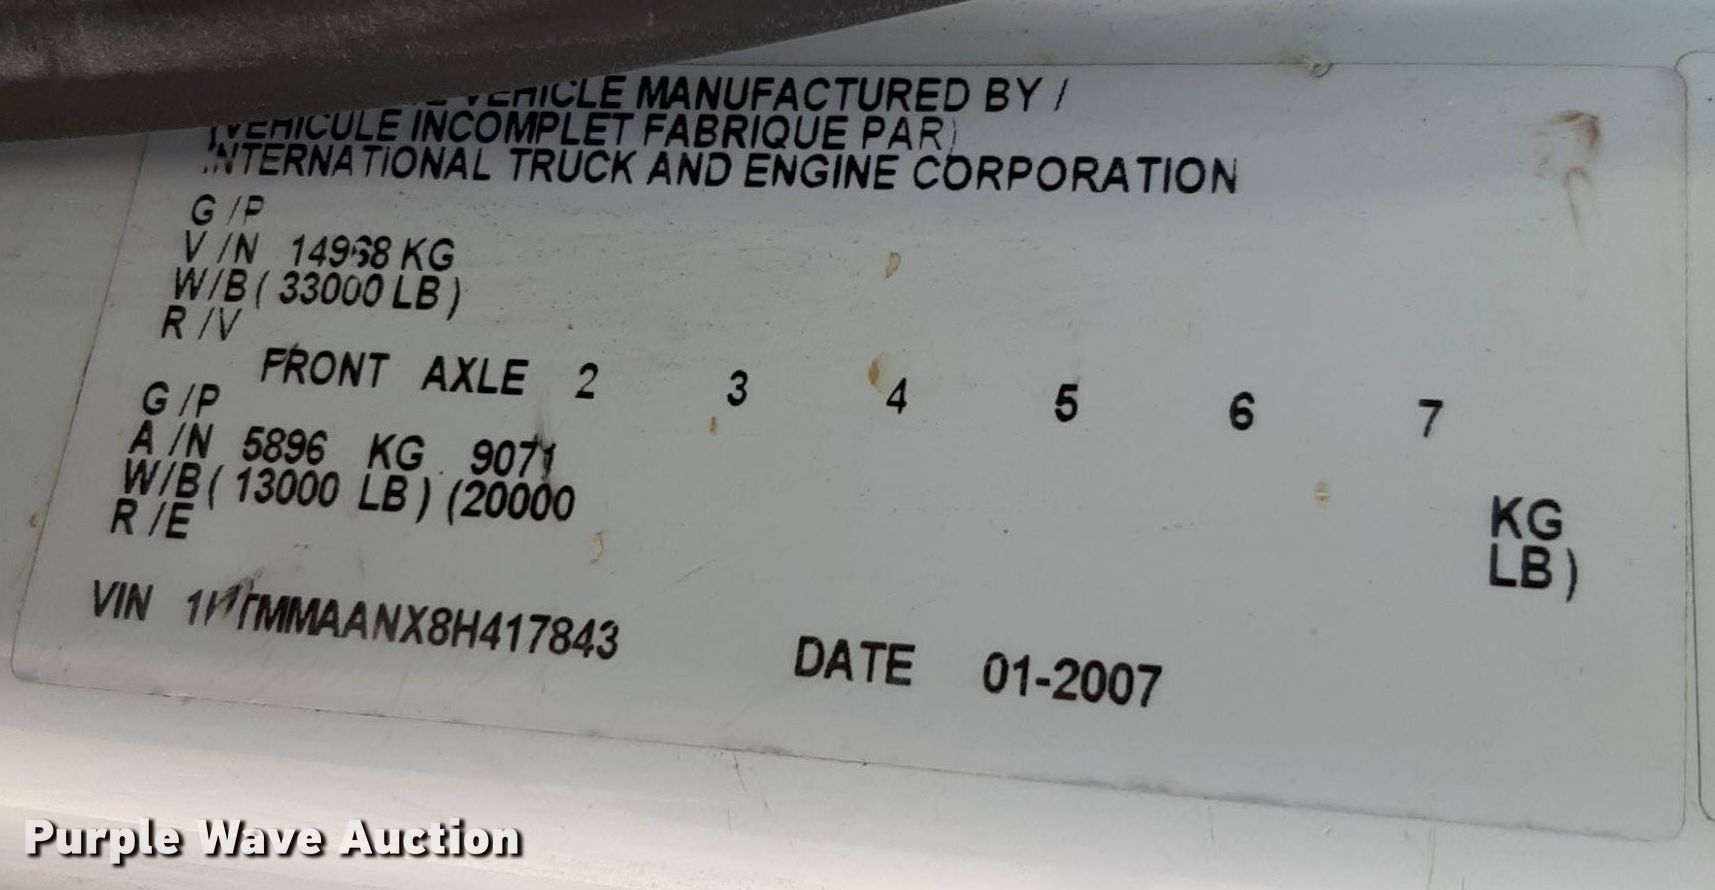 VEHICLE MANUFACTURED BY /
(VEHICULE INCOMPLET FABRIQUE PAR)
INTERNATIONAL TRUCK AND ENGINE CORPORATION
G /P
V /N 14968 KG
W/B ( 33000 LB )
R /V
FRONT AXLE 2 3 4 5 6 7
G /P
A /N 5896 KG 9071 KG
W/B ( 13000 LB ) (20000 LB )
R /E
VIN 1HTMMAANX8H417843 DATE 01-2007
Purple Wave Auction